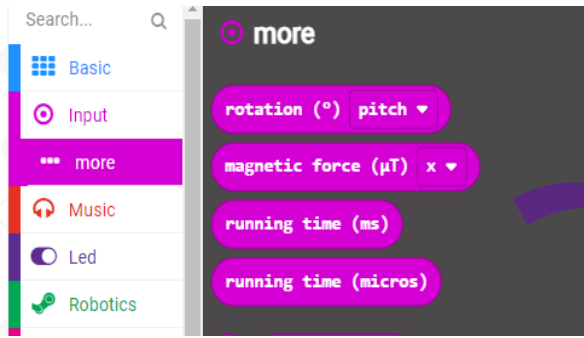 Search...
Basic
Input
more
Music
Led
Robotics
more
rotation (º) pitch
magnetic force (µT) x
running time (ms)
running time (micros)